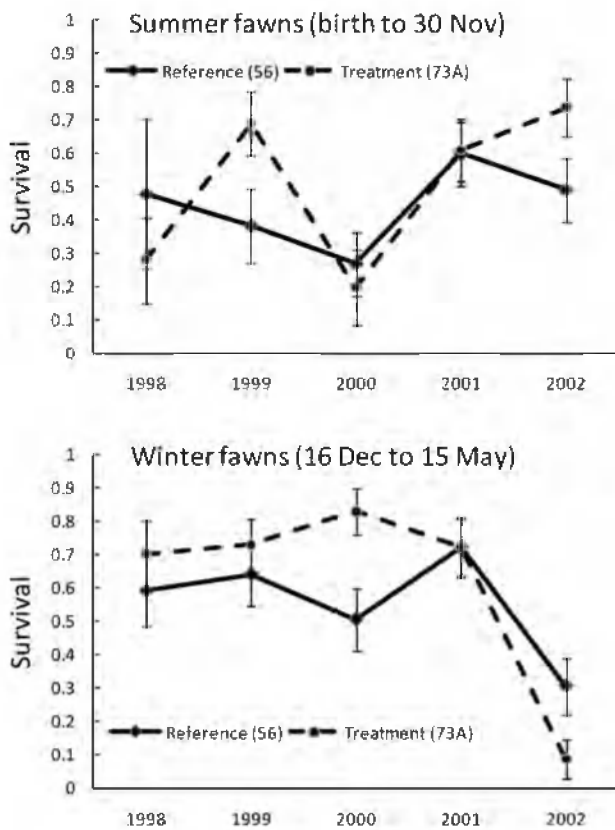 Summer fawns (birth to 30 Nov)
Reference (56) Treatment (73A)
Survival
1
0.9
0.8
0.7
0.6
0.5
0.4
0.3
0.2
0.1
0
1998 1999 2000 2001 2002
Winter fawns (16 Dec to 15 May)
Survival
1
0.9
0.8
0.7
0.6
0.5
0.4
0.3
0.2
0.1
0
Reference (56) Treatment (73A)
1998 1999 2000 2001 2002